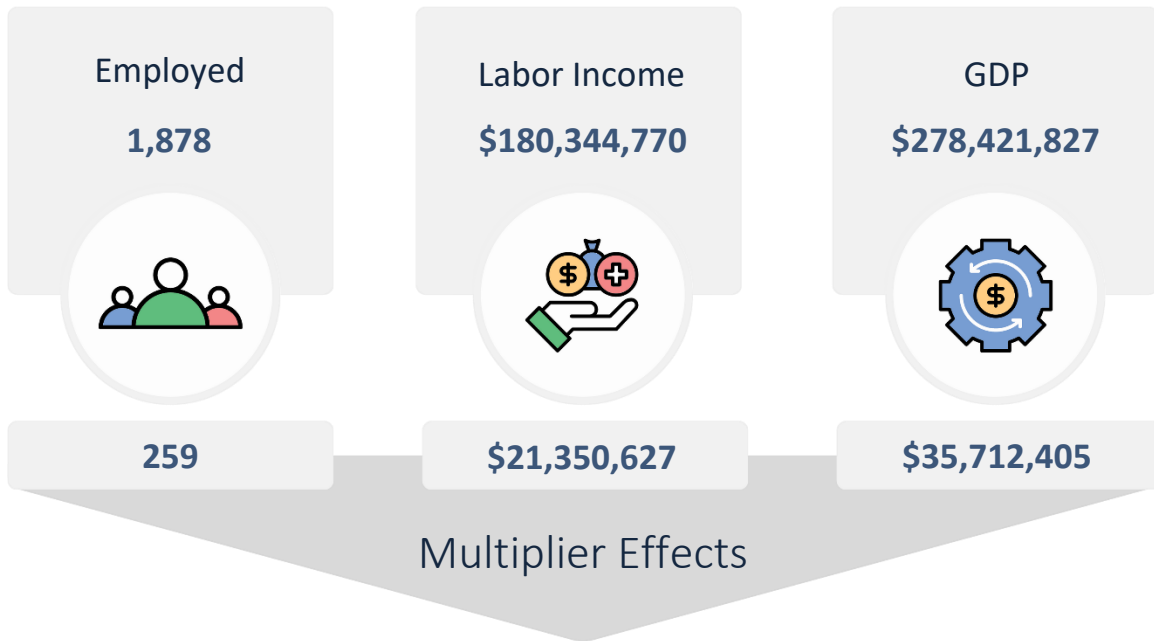 Employed
1,878
Labor Income
$180,344,770
GDP
$278,421,827
259
$21,350,627
$35,712,405
Multiplier Effects